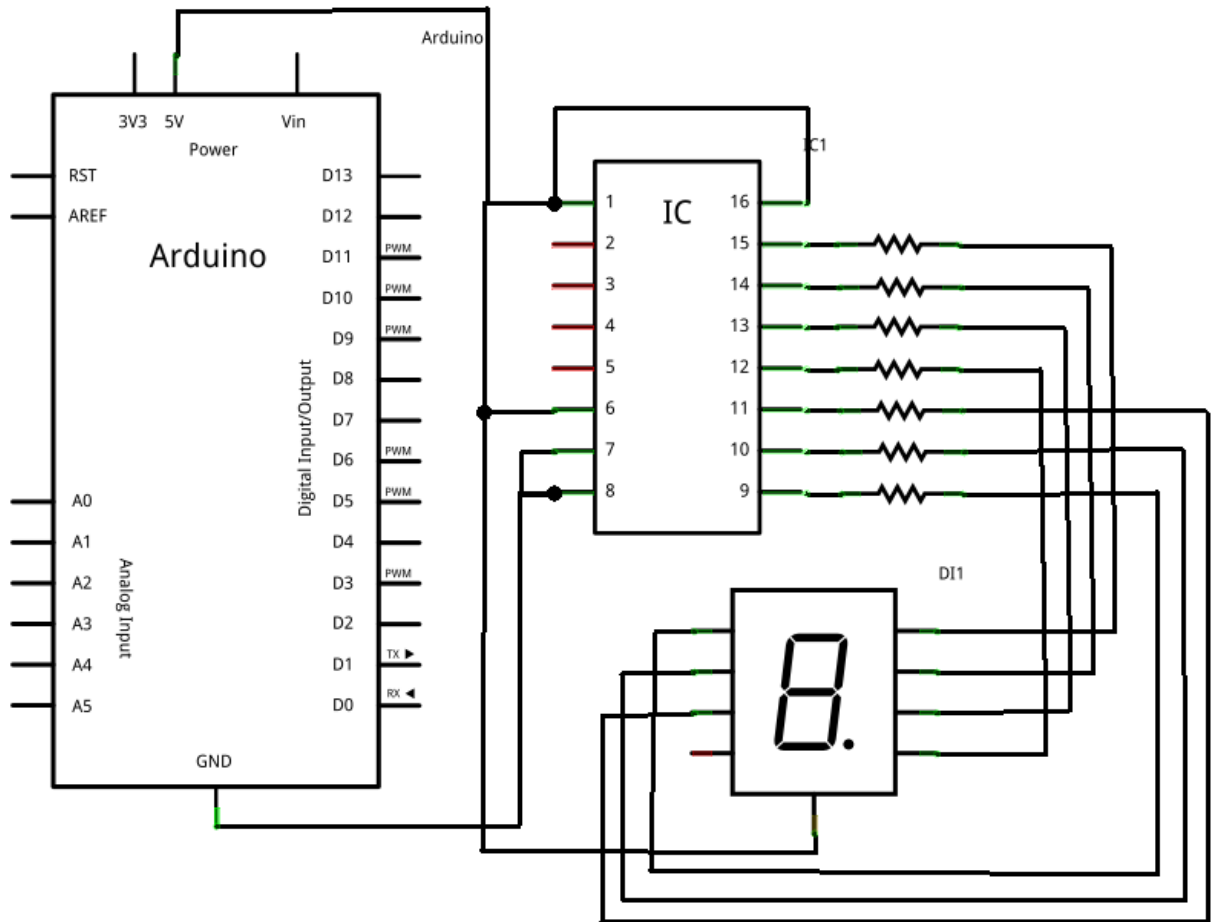 Arduino
3V3 5V Vin
Power
RST
AREF
Arduino
D13
D12
D11 PWM
D10 PWM
D9 PWM
D8
D7
D6 PWM
D5 PWM
D4
D3 PWM
D2
D1 TX
D0 RX
Digital Input/Output
A0
A1
A2
A3
A4
A5
Analog Input
GND
IC1
IC
1 16
2 15
3 14
4 13
5 12
6 11
7 10
8 9
DI1
8.